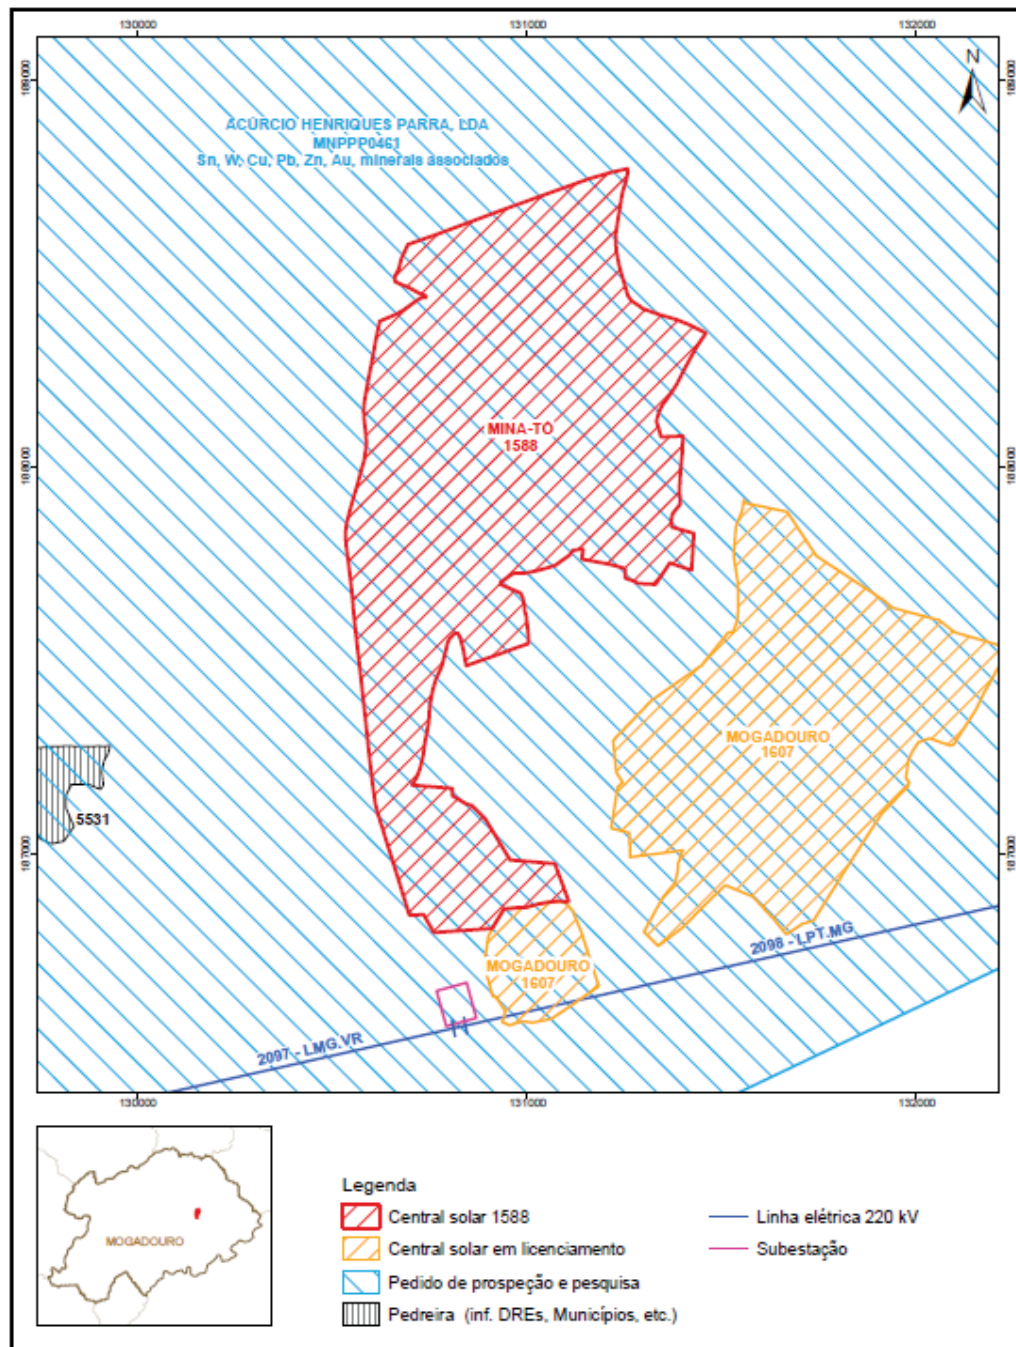 130000
131000
132000
N
189000
189000
ACÚRCIO HENRIQUES PARRA, LDA
MNPPP0461
Sn, W, Cu, Pb, Zn, Au, minerais associados
MINA-TÓ
1588
188000
188000
MOGADOURO
1607
5531
187000
187000
2098 - LPT.MG
MOGADOURO
1607
2097 - LMG.VR
130000
131000
132000
MOGADOURO
Legenda
Central solar 1588
Central solar em licenciamento
Pedido de prospeção e pesquisa
Pedreira (inf. DREs, Municípios, etc.)
Linha elétrica 220 kV
Subestação